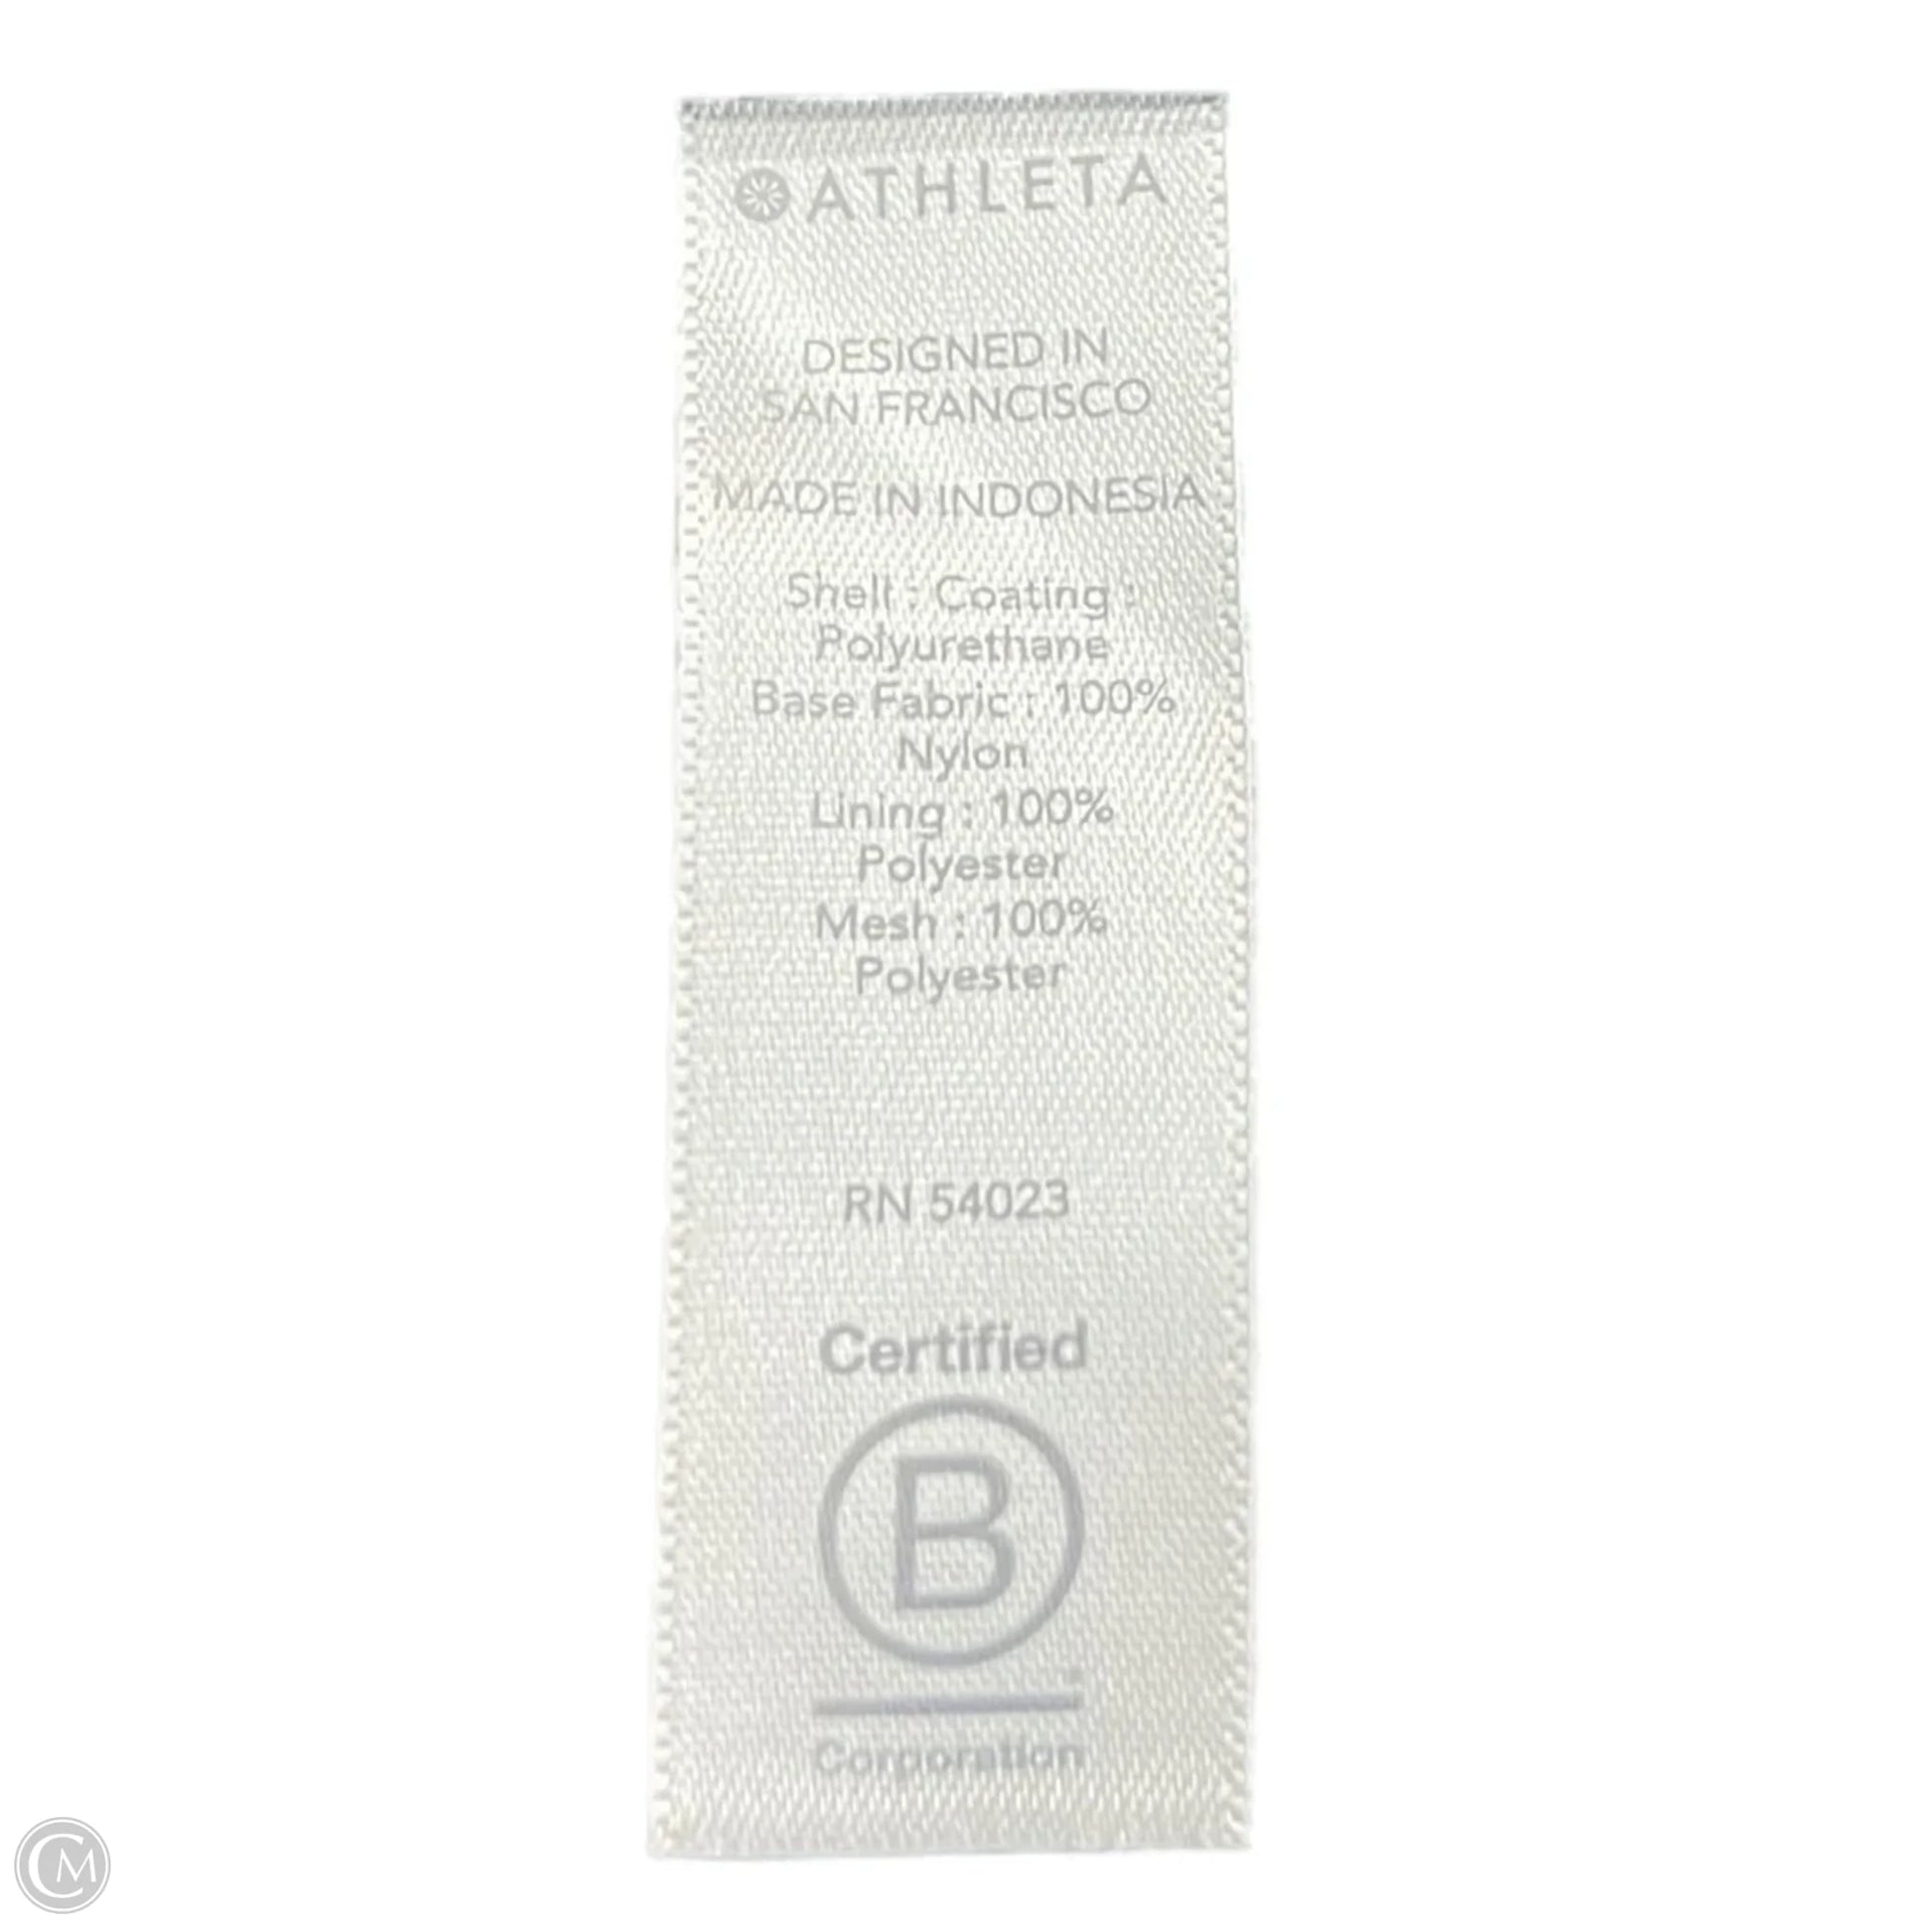 ATHLETA
DESIGNED IN
SAN FRANCISCO
MADE IN INDONESIA
Shell : Coating :
Polyurethane
Base Fabric : 100%
Nylon
Lining : 100%
Polyester
Mesh : 100%
Polyester
RN 54023
Certified
B
Corporation
CM